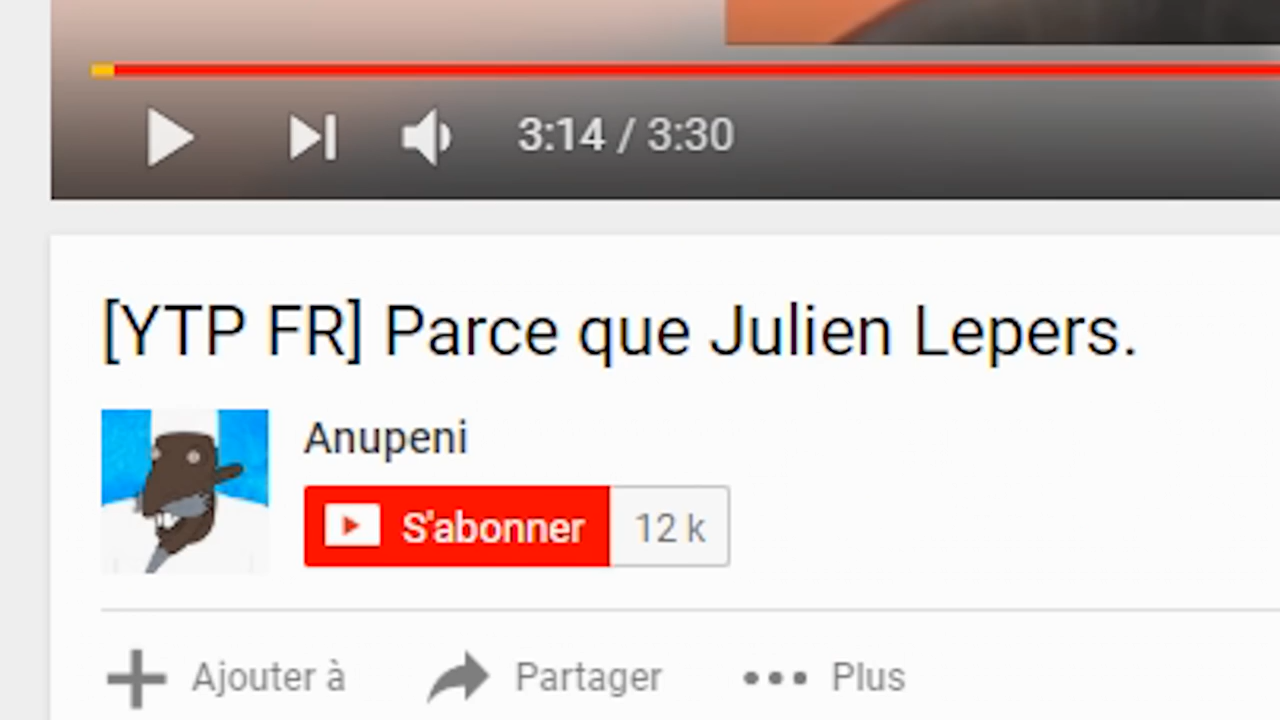 3:14 / 3:30
[YTP FR] Parce que Julien Lepers.
Anupeni
S'abonner 12 k
Ajouter à Partager Plus